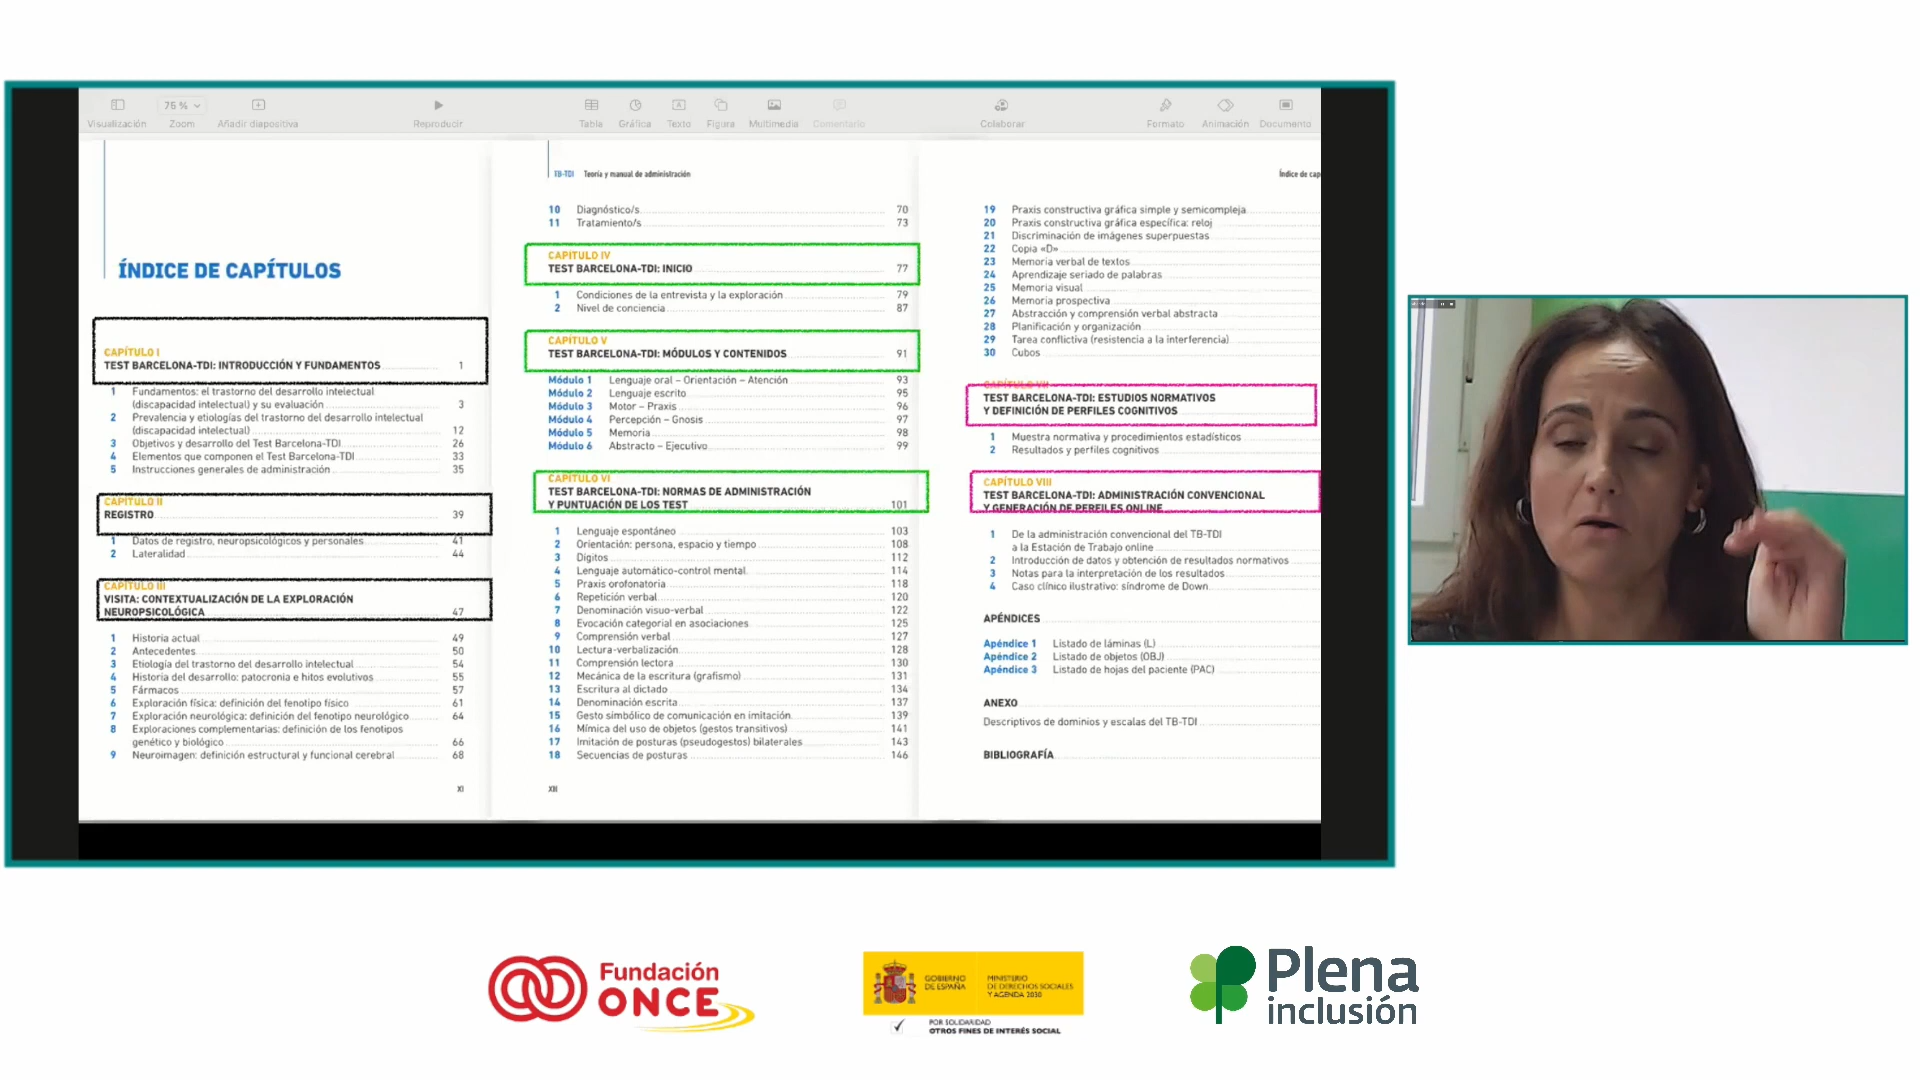 Visualización
75 %
Zoom
Añadir diapositiva
Reproducir
Tabla
Gráfica
Texto
Figura
Multimedia
Comentario
Colaborar
Formato
Animación
Documento
ÍNDICE DE CAPÍTULOS
CAPÍTULO I
TEST BARCELONA-TDI: INTRODUCCIÓN Y FUNDAMENTOS 1
1 Fundamentos: el trastorno del desarrollo intelectual
(discapacidad intelectual) y su evaluación 3
2 Prevalencia y etiologías del trastorno del desarrollo intelectual
(discapacidad intelectual) 12
3 Objetivos y desarrollo del Test Barcelona-TDI 26
4 Elementos que componen el Test Barcelona-TDI 33
5 Instrucciones generales de administración 35
CAPÍTULO II
REGISTRO 39
1 Datos de registro, neuropsicológicos y personales 41
2 Lateralidad 44
CAPÍTULO III
VISITA: CONTEXTUALIZACIÓN DE LA EXPLORACIÓN
NEUROPSICOLÓGICA 47
1 Historia actual 49
2 Antecedentes 50
3 Etiología del trastorno del desarrollo intelectual 54
4 Historia del desarrollo: patocronia e hitos evolutivos 55
5 Fármacos 57
6 Exploración física: definición del fenotipo físico 61
7 Exploración neurológica: definición del fenotipo neurológico 64
8 Exploraciones complementarias: definición de los fenotipos
genético y biológico 66
9 Neuroimagen: definición estructural y funcional cerebral 68
XI
TB-TDI Teoría y manual de administración
10 Diagnóstico/s 70
11 Tratamiento/s 73
CAPÍTULO IV
TEST BARCELONA-TDI: INICIO 77
1 Condiciones de la entrevista y la exploración 79
2 Nivel de conciencia 87
CAPÍTULO V
TEST BARCELONA-TDI: MÓDULOS Y CONTENIDOS 91
Módulo 1 Lenguaje oral – Orientación – Atención 93
Módulo 2 Lenguaje escrito 95
Módulo 3 Motor – Praxis 96
Módulo 4 Percepción – Gnosis 97
Módulo 5 Memoria 98
Módulo 6 Abstracto – Ejecutivo 99
CAPÍTULO VI
TEST BARCELONA-TDI: NORMAS DE ADMINISTRACIÓN
Y PUNTUACIÓN DE LOS TEST 101
1 Lenguaje espontáneo 103
2 Orientación: persona, espacio y tiempo 108
3 Dígitos 112
4 Lenguaje automático-control mental 114
5 Praxis orofonatoria 118
6 Repetición verbal 120
7 Denominación visuo-verbal 122
8 Evocación categorial en asociaciones 125
9 Comprensión verbal 127
10 Lectura-verbalización 128
11 Comprensión lectora 130
12 Mecánica de la escritura (grafismo) 131
13 Escritura al dictado 134
14 Denominación escrita 137
15 Gesto simbólico de comunicación en imitación 139
16 Mímica del uso de objetos (gestos transitivos) 141
17 Imitación de posturas (pseudogestos) bilaterales 143
18 Secuencias de posturas 146
XII
Índice de cap
19 Praxis constructiva gráfica simple y semicompleja
20 Praxis constructiva gráfica específica: reloj
21 Discriminación de imágenes superpuestas
22 Copia «D»
23 Memoria verbal de textos
24 Aprendizaje seriado de palabras
25 Memoria visual
26 Memoria prospectiva
27 Abstracción y comprensión verbal abstracta
28 Planificación y organización
29 Tarea conflictiva (resistencia a la interferencia)
30 Cubos
CAPÍTULO VII
TEST BARCELONA-TDI: ESTUDIOS NORMATIVOS
Y DEFINICIÓN DE PERFILES COGNITIVOS
1 Muestra normativa y procedimientos estadísticos
2 Resultados y perfiles cognitivos
CAPÍTULO VIII
TEST BARCELONA-TDI: ADMINISTRACIÓN CONVENCIONAL
Y GENERACIÓN DE PERFILES ONLINE
1 De la administración convencional del TB-TDI
a la Estación de Trabajo online
2 Introducción de datos y obtención de resultados normativos
3 Notas para la interpretación de los resultados
4 Caso clínico ilustrativo: síndrome de Down
APÉNDICES
Apéndice 1 Listado de láminas (L)
Apéndice 2 Listado de objetos (OBJ)
Apéndice 3 Listado de hojas del paciente (PAC)
ANEXO
Descriptivos de dominios y escalas del TB-TDI
BIBLIOGRAFÍA
Fundación
ONCE
GOBIERNO
DE ESPAÑA
MINISTERIO
DE DERECHOS SOCIALES
Y AGENDA 2030
POR SOLIDARIDAD
OTROS FINES DE INTERÉS SOCIAL
Plena
inclusión